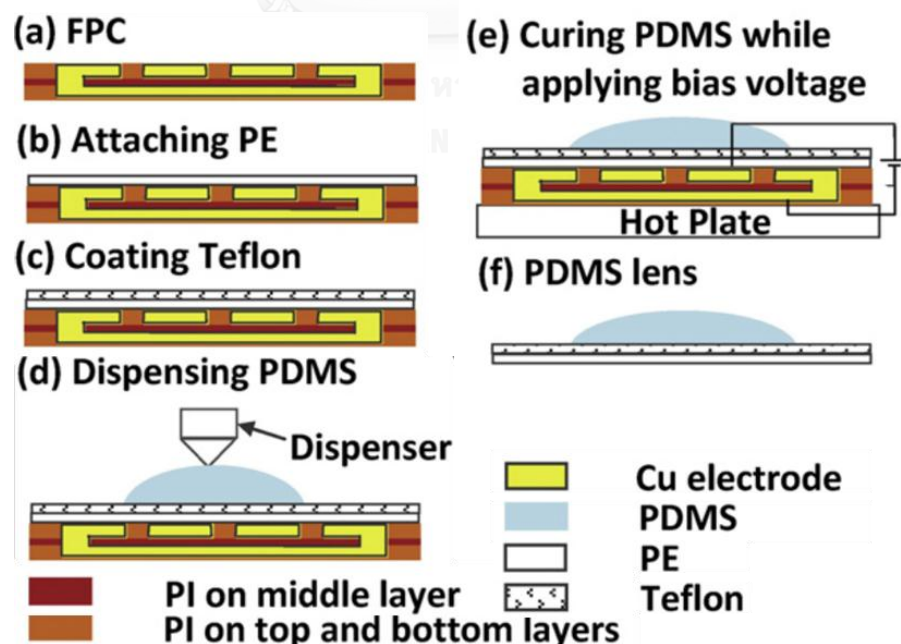 (a) FPC
(b) Attaching PE
(c) Coating Teflon
(d) Dispensing PDMS
Dispenser
PI on middle layer
PI on top and bottom layers
(e) Curing PDMS while
applying bias voltage
Hot Plate
(f) PDMS lens
Cu electrode
PDMS
PE
Teflon